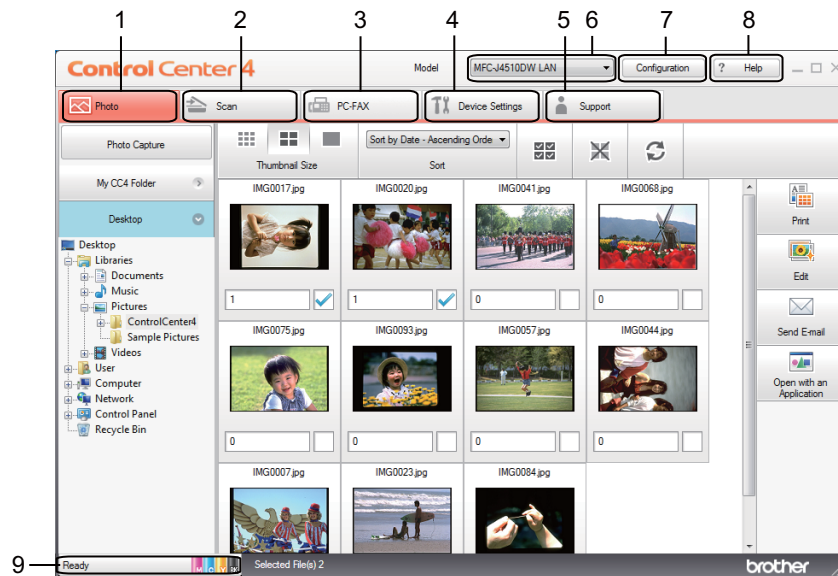 1 2 3 4 5 6 7 8
Control Center 4
Model
MFC-J4510DW LAN
Configuration
? Help
Photo
Scan
PC-FAX
Device Settings
Support
Photo Capture
My CC4 Folder
Desktop
Thumbnail Size
Sort by Date - Ascending Orde
Sort
Desktop
Libraries
Documents
Music
Pictures
ControlCenter4
Sample Pictures
Videos
User
Computer
Network
Control Panel
Recycle Bin
IMG0017.jpg
IMG0020.jpg
IMG0041.jpg
IMG0068.jpg
1
1
0
0
IMG0075.jpg
IMG0093.jpg
IMG0057.jpg
IMG0044.jpg
0
0
0
0
IMG0007.jpg
IMG0023.jpg
IMG0084.jpg
Print
Edit
Send E-mail
Open with an
Application
9
Ready
M C Y BK
Selected File(s) 2
brother